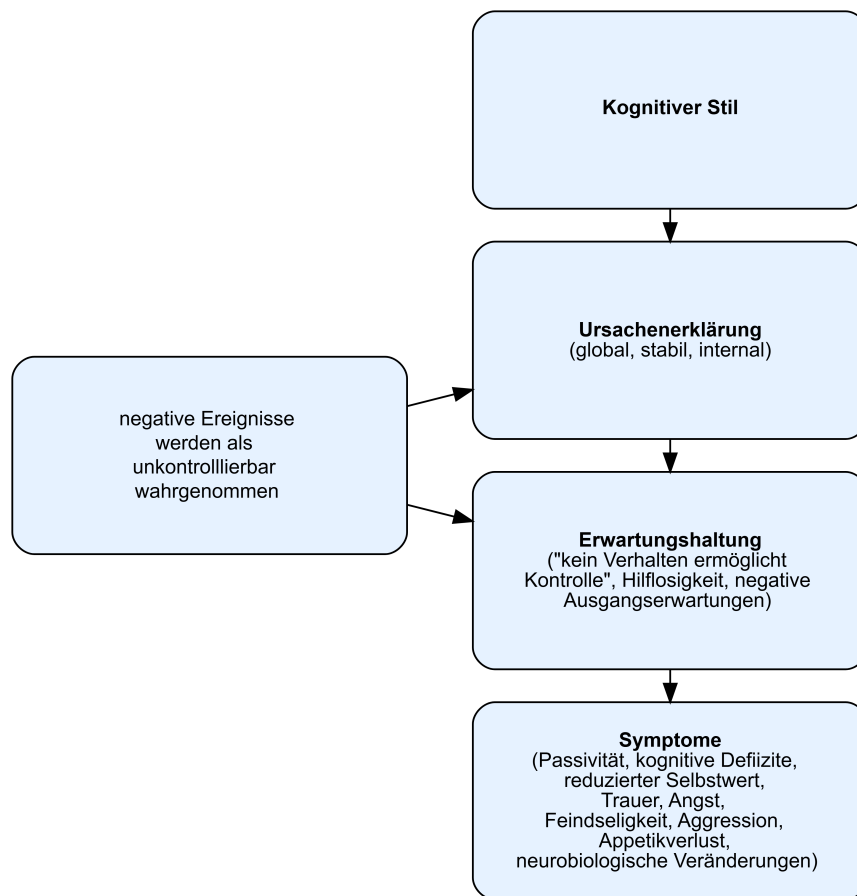 Kognitiver Stil
Ursachenerklärung
(global, stabil, internal)
negative Ereignisse
werden als
unkontrolllierbar
wahrgenommen
Erwartungshaltung
("kein Verhalten ermöglicht
Kontrolle", Hilflosigkeit, negative
Ausgangserwartungen)
Symptome
(Passivität, kognitive Defiizite,
reduzierter Selbstwert,
Trauer, Angst,
Feindseligkeit, Aggression,
Appetikverlust,
neurobiologische Veränderungen)